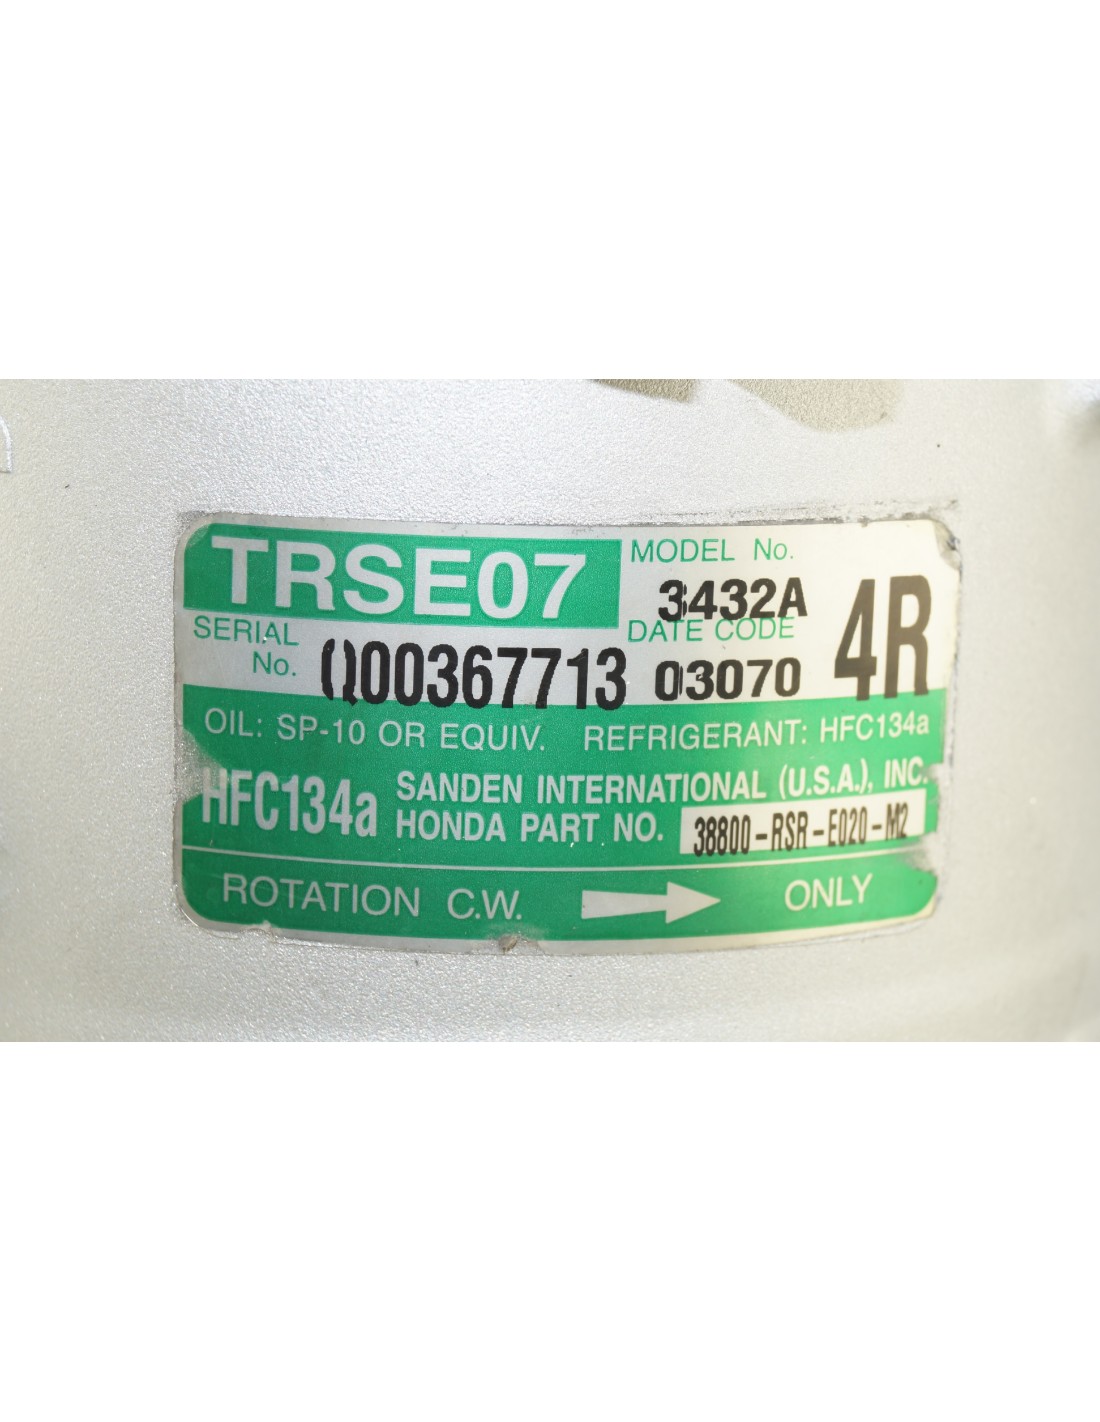 TRSE07
MODEL No.
3432A
4R
SERIAL
No.
Q00367713
DATE CODE
03070
OIL: SP-10 OR EQUIV. REFRIGERANT: HFC134a
HFC134a
SANDEN INTERNATIONAL (U.S.A.), INC.
HONDA PART NO. 38800-RSR-E020-M2
ROTATION C.W. ONLY